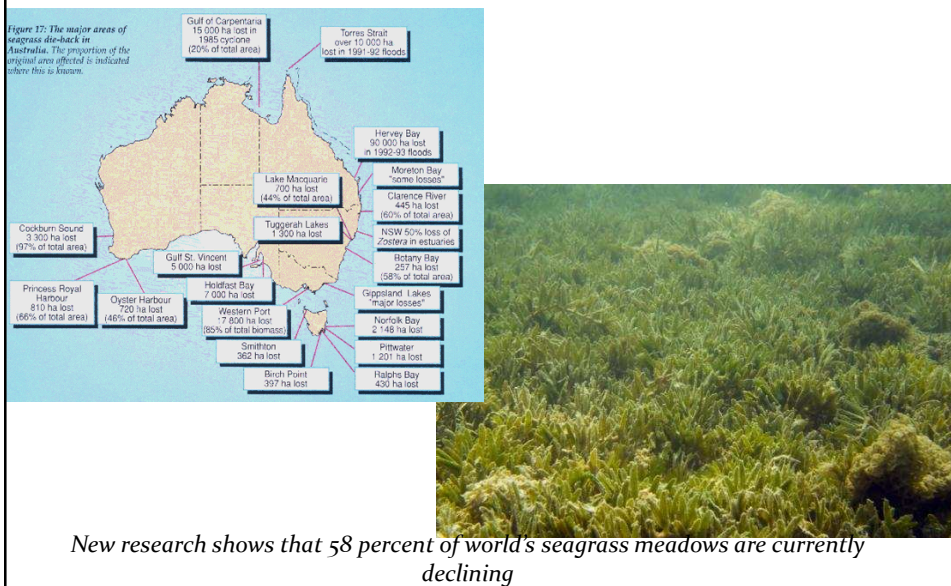 Figure 17: The major areas of
seagrass die-back in
Australia. The proportion of the
original area affected is indicated
where this is known.
Gulf of Carpentaria
15 000 ha lost in
1985 cyclone
(20% of total area)
Torres Strait
over 10 000 ha
lost in 1991-92 floods
Hervey Bay
90 000 ha lost
in 1992-93 floods
Moreton Bay
"some losses"
Lake Macquarie
700 ha lost
(44% of total area)
Clarence River
445 ha lost
(60% of total area)
Tuggerah Lakes
1 300 ha lost
NSW 50% loss of
Zostera in estuaries
Cockburn Sound
3 300 ha lost
(97% of total area)
Gulf St. Vincent
5 000 ha lost
Botany Bay
257 ha lost
(58% of total area)
Holdfast Bay
7 000 ha lost
Princess Royal
Harbour
810 ha lost
(66% of total area)
Oyster Harbour
720 ha lost
(46% of total area)
Gippsland Lakes
"major losses"
Western Port
17 800 ha lost
(85% of total biomass)
Norfolk Bay
2 148 ha lost
Smithton
362 ha lost
Pittwater
1 201 ha lost
Birch Point
397 ha lost
Ralphs Bay
430 ha lost
New research shows that 58 percent of world's seagrass meadows are currently
declining